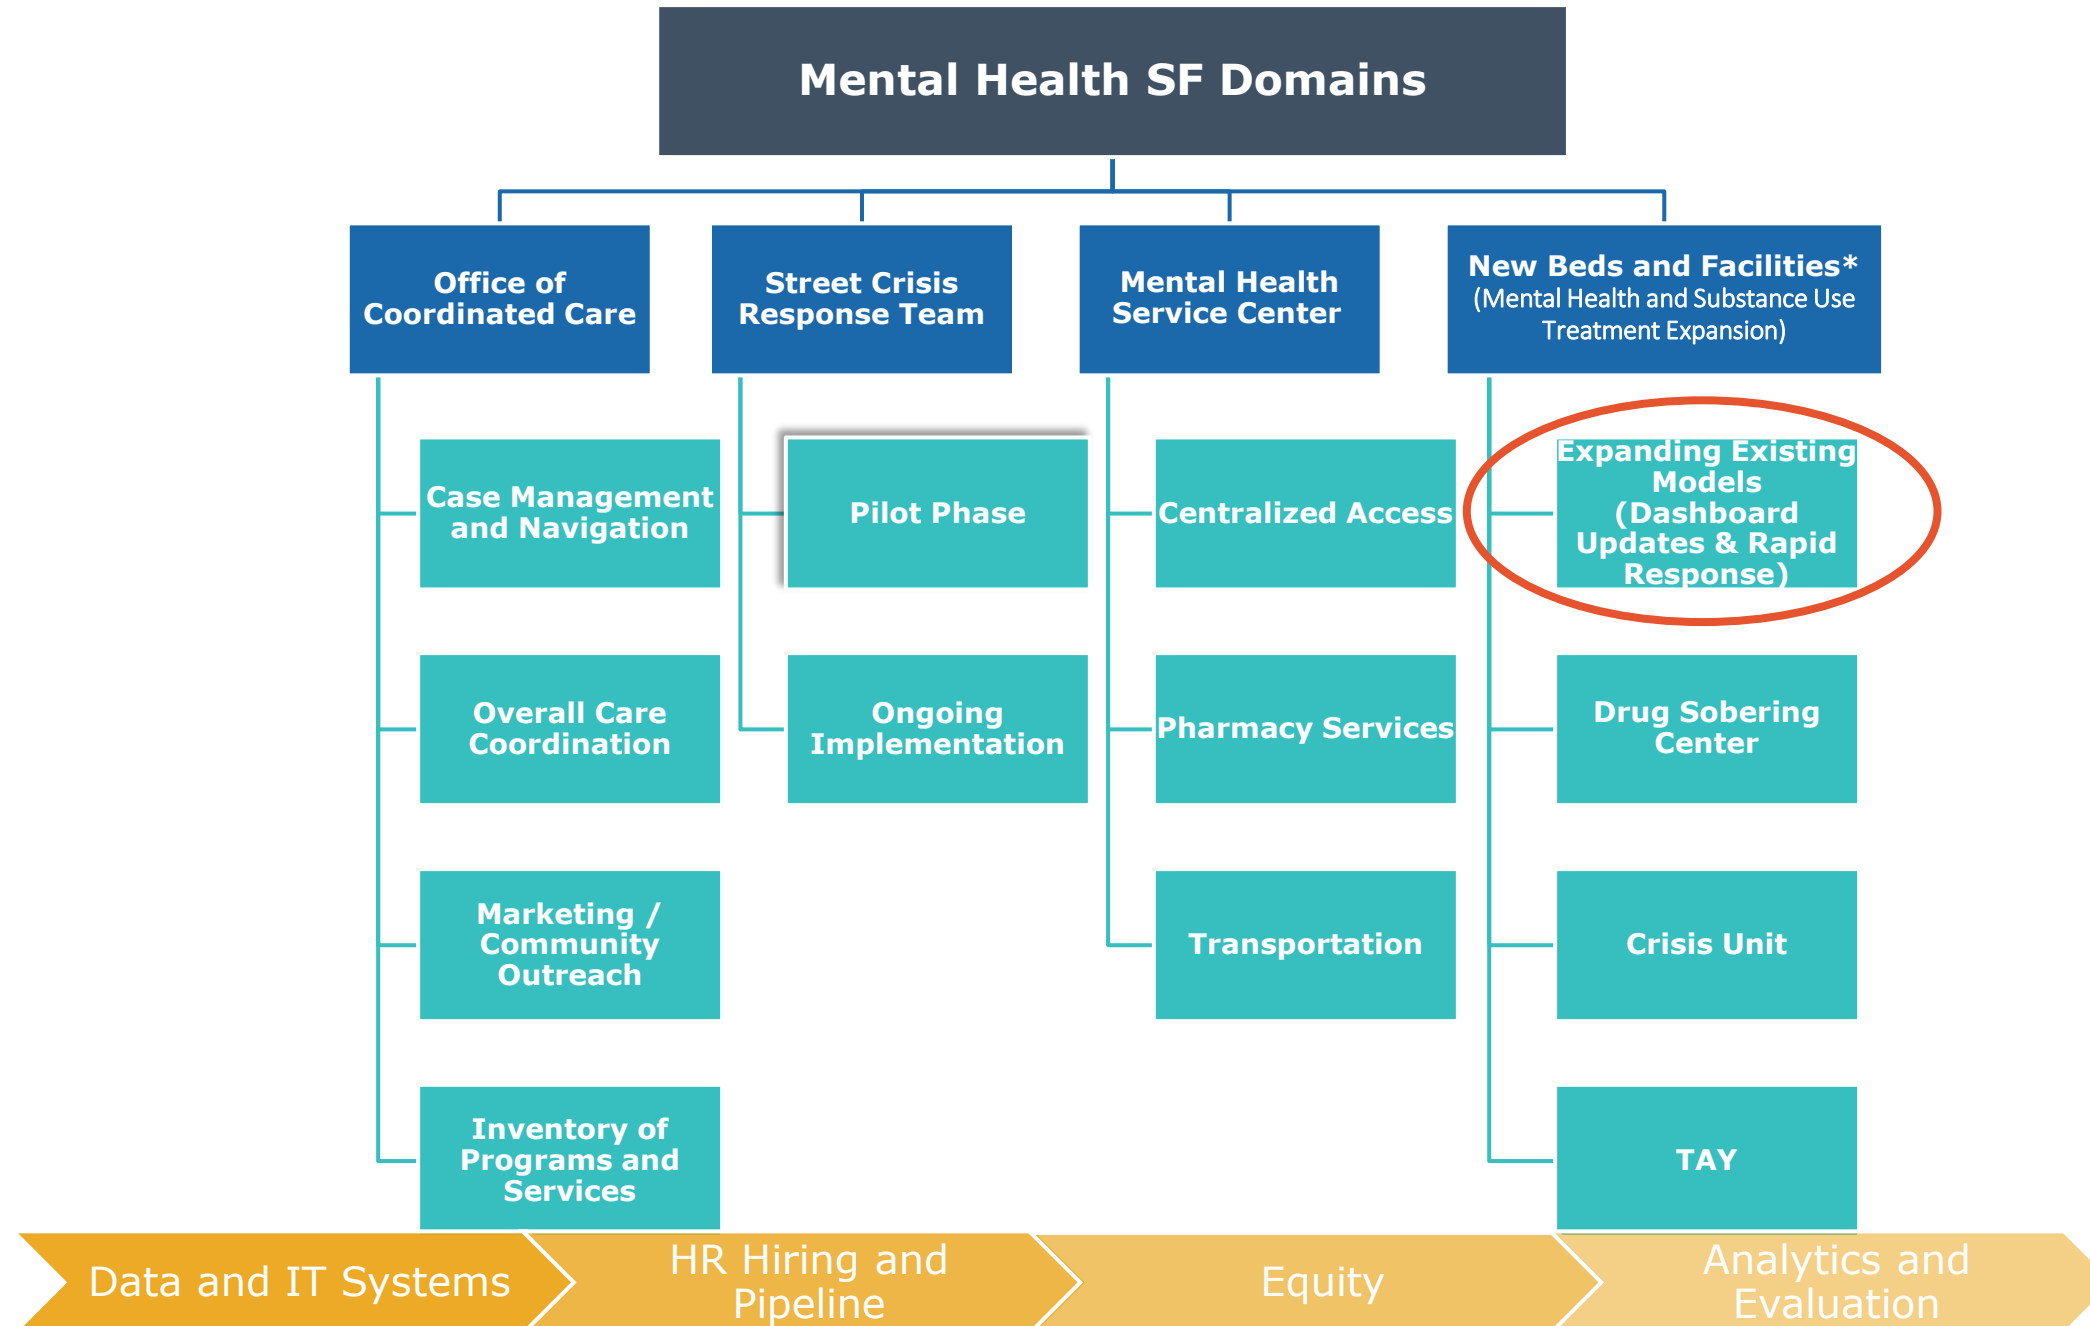 Mental Health SF Domains
Office of
Coordinated Care
Street Crisis
Response Team
Mental Health
Service Center
New Beds and Facilities*
(Mental Health and Substance Use
Treatment Expansion)
Case Management
and Navigation
Overall Care
Coordination
Marketing /
Community
Outreach
Inventory of
Programs and
Services
Pilot Phase
Ongoing
Implementation
Centralized Access
Pharmacy Services
Transportation
Expanding Existing
Models
(Dashboard
Updates & Rapid
Response)
Drug Sobering
Center
Crisis Unit
TAY
Data and IT Systems
HR Hiring and
Pipeline
Equity
Analytics and
Evaluation